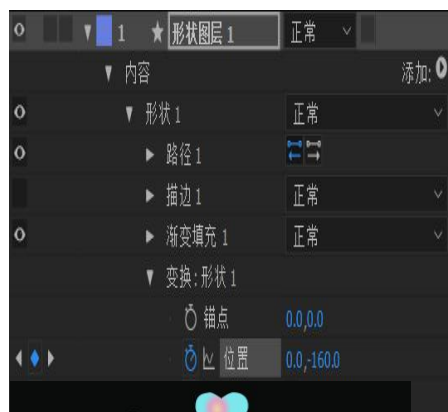 1 形状图层 1 正常
内容 添加:
形状 1 正常
路径 1
描边 1 正常
渐变填充 1 正常
变换:形状 1
锚点 0.0,0.0
位置 0.0,-160.0